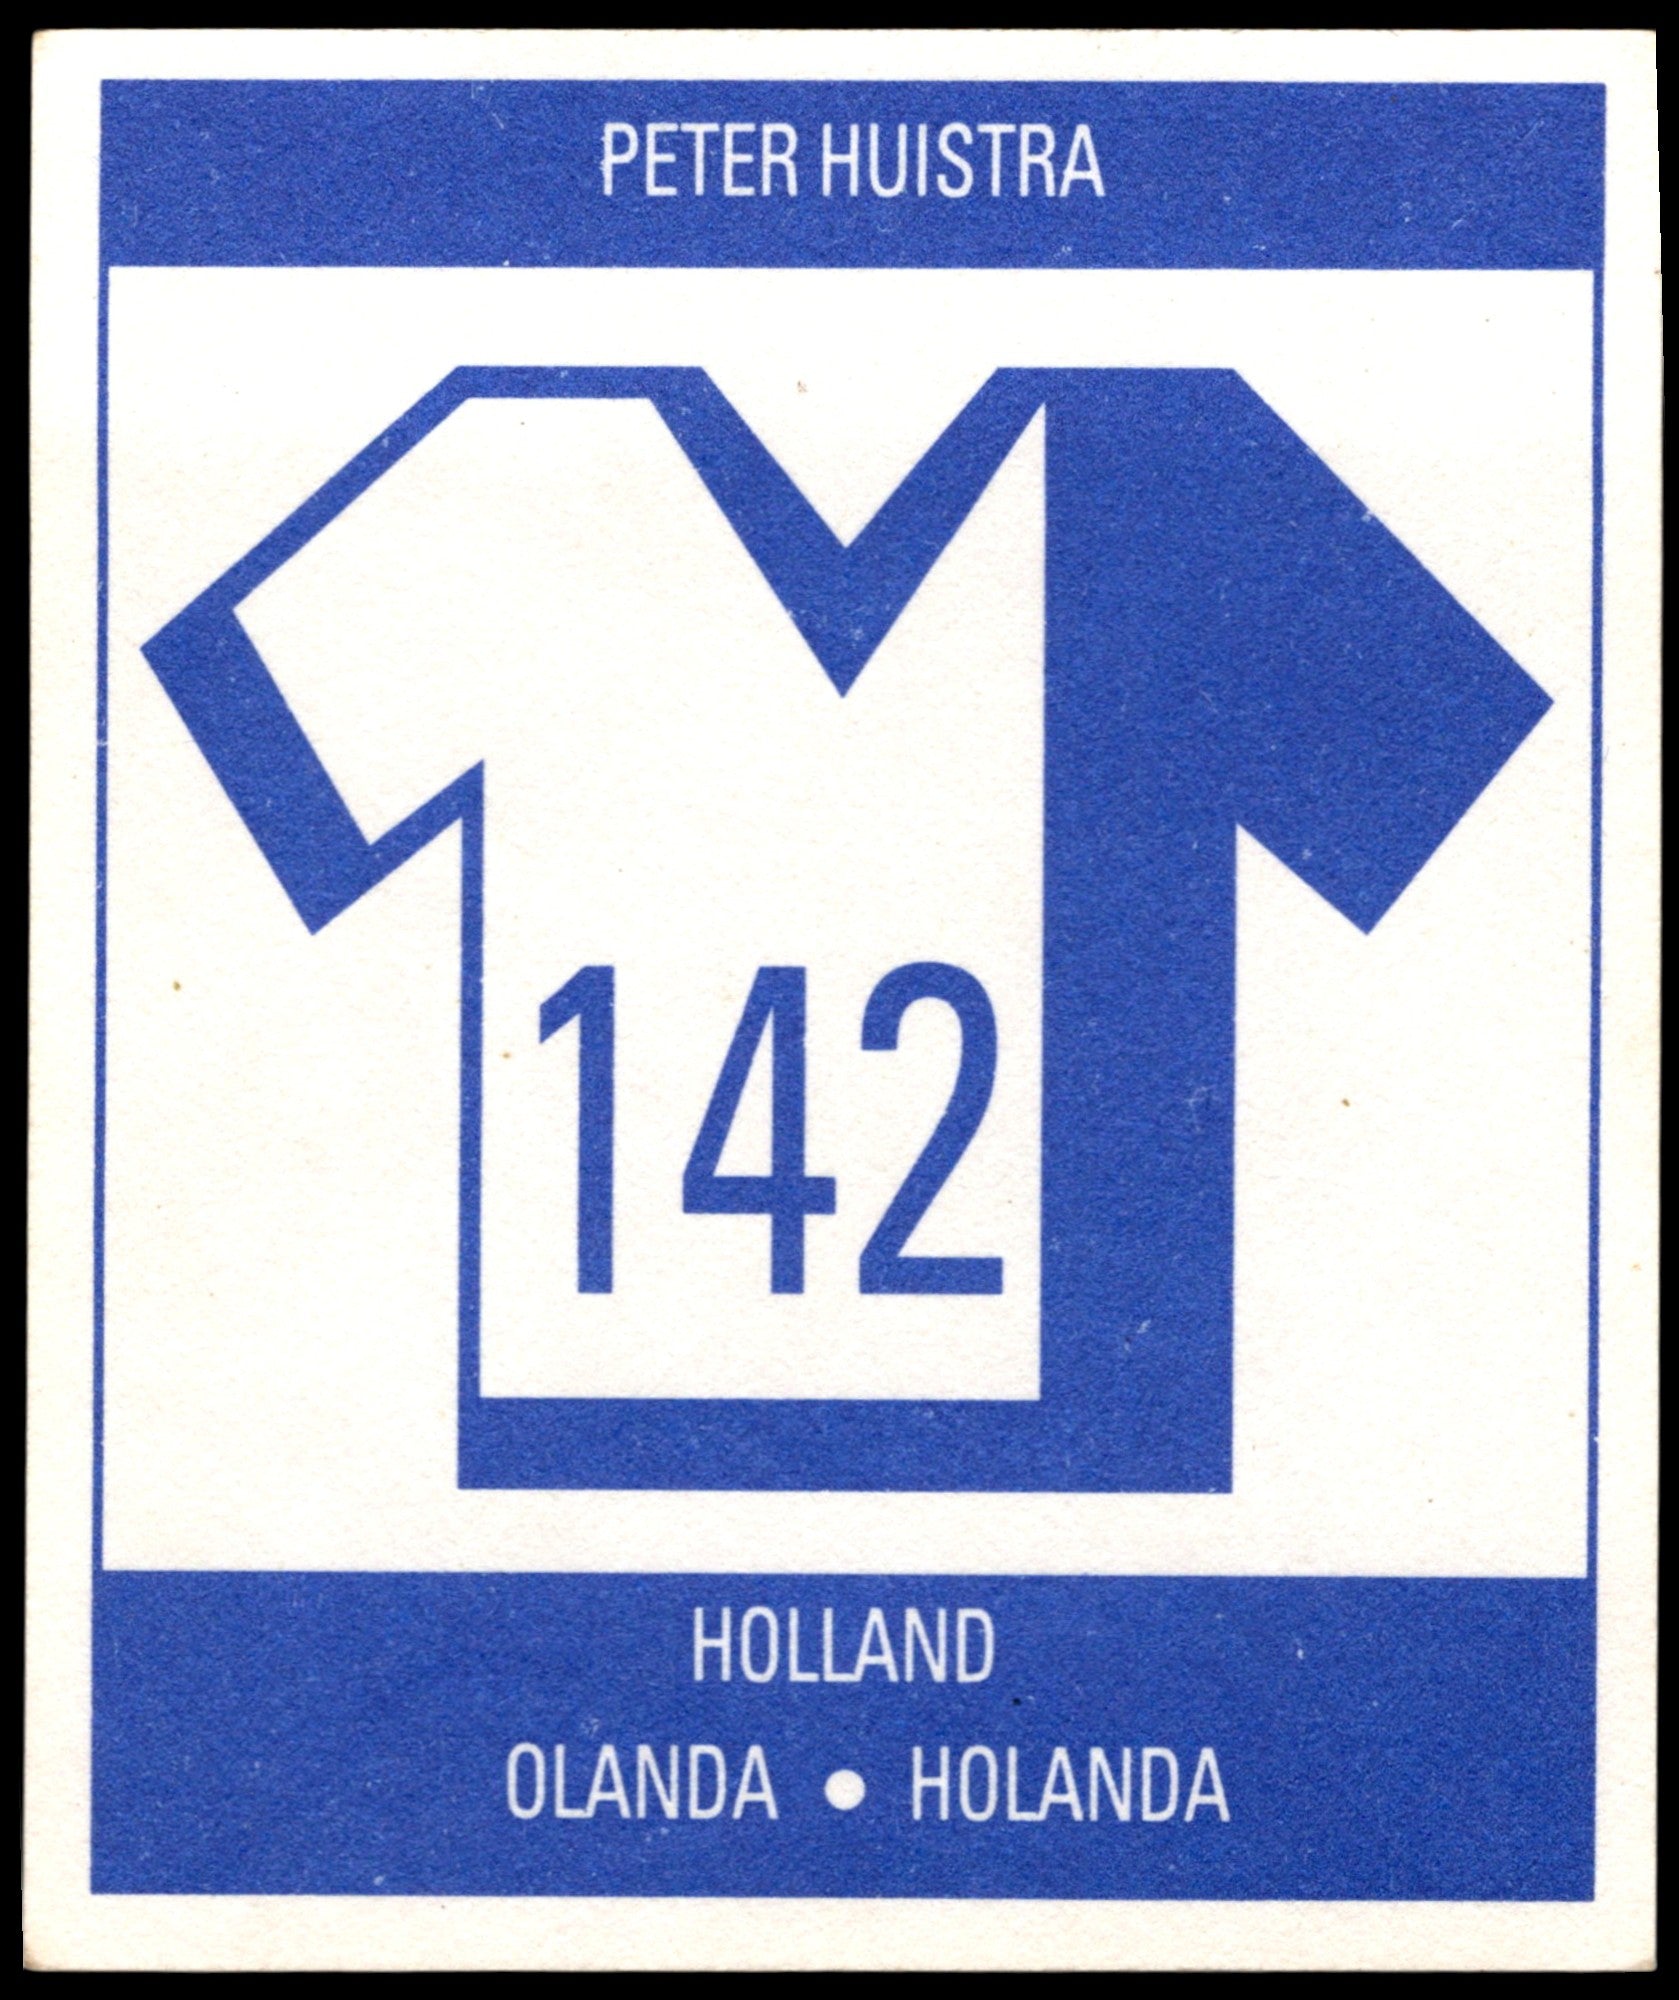 PETER HUISTRA
142
HOLLAND
OLANDA • HOLANDA